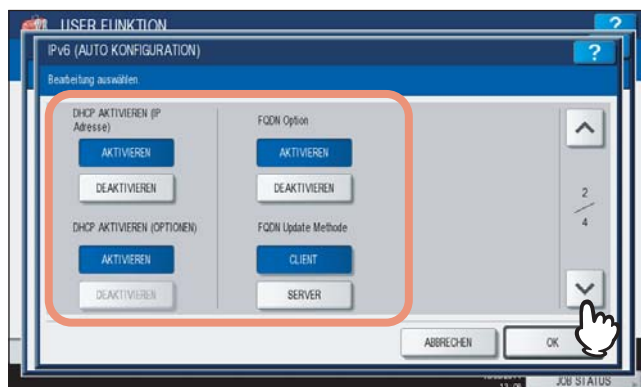 USER FUNKTION
?
IPv6 (AUTO KONFIGURATION)
?
Bearbeitung auswählen
DHCP AKTIVIEREN (IP
Adresse)
AKTIVIEREN
DEAKTIVIEREN
FQDN Option
AKTIVIEREN
DEAKTIVIEREN
2
4
DHCP AKTIVIEREN (OPTIONEN)
AKTIVIEREN
DEAKTIVIEREN
FQDN Update Methode
CLIENT
SERVER
ABBRECHEN
OK
JOB STATUS